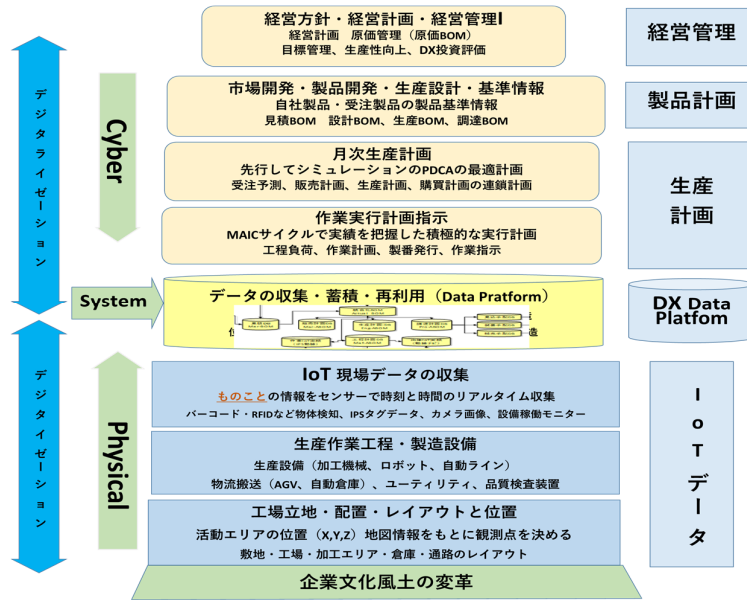 経営方針・経営計画・経営管理l
経営計画　原価管理（原価BOM）
目標管理、生産性向上、DX投資評価
経営管理
市場開発・製品開発・生産設計・基準情報
自社製品・受注製品の製品基準情報
見積BOM　設計BOM、生産BOM、調達BOM
製品計画
月次生産計画
先行してシミュレーションのPDCAの最適計画
受注予測、販売計画、生産計画、購買計画の連鎖計画
作業実行計画指示
MAICサイクルで実績を把握した積極的な実行計画
工程負荷、作業計画、製番発行、作業指示
生産
計画
デジタライゼーション
Cyber
System
データの収集・蓄積・再利用（Data Pratform）
DX Data
Platfom
デジタイゼーション
Physical
IoT 現場データの収集
ものことの情報をセンサーで時刻と時間のリアルタイム収集
バーコード・RFIDなど物体検知、IPSタグデータ、カメラ画像、設備稼働モニター
生産作業工程・製造設備
生産設備（加工機械、ロボット、自動ライン）
物流搬送（AGV、自動倉庫）、ユーティリティ、品質検査装置
工場立地・配置・レイアウトと位置
活動エリアの位置（X,Y,Z）地図情報をもとに観測点を決める
敷地・工場・加工エリア・倉庫・通路のレイアウト
IoTデータ
企業文化風土の変革